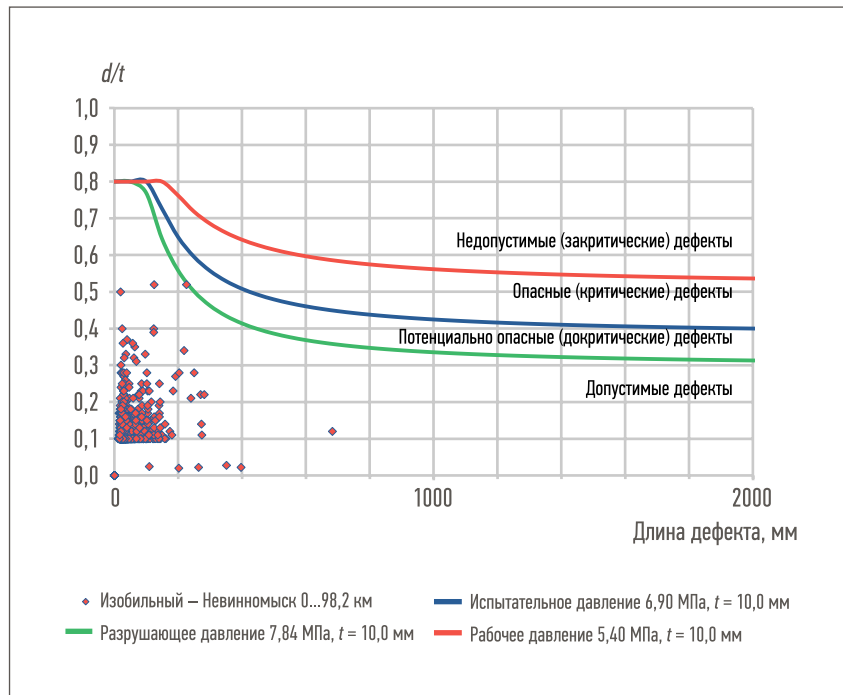 d/t
1,0
0,9
0,8
0,7
0,6
0,5
0,4
0,3
0,2
0,1
0,0
Недопустимые (закритические) дефекты
Опасные (критические) дефекты
Потенциально опасные (докритические) дефекты
Допустимые дефекты
0 1000 2000
Длина дефекта, мм
Изобильный – Невинномыск 0...98,2 км
Испытательное давление 6,90 МПа, t = 10,0 мм
Разрушающее давление 7,84 МПа, t = 10,0 мм
Рабочее давление 5,40 МПа, t = 10,0 мм